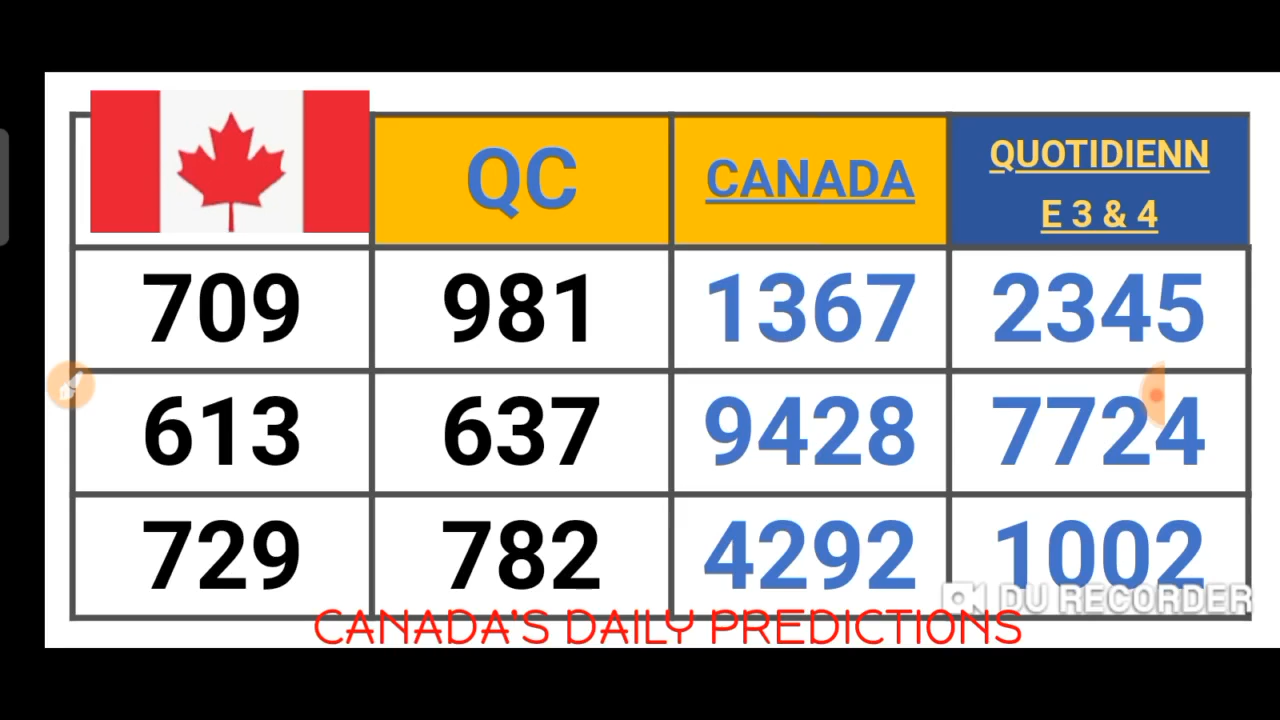 QC CANADA QUOTIDIENN
E 3 & 4
709 981 1367 2345
613 637 9428 7724
729 782 4292 1002
DU RECORDER
CANADA'S DAILY PREDICTIONS